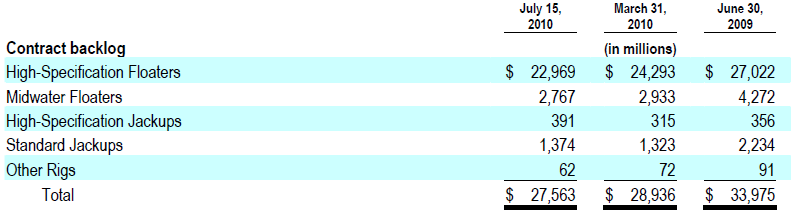 July 15, March 31, June 30,
2010 2010 2009
Contract backlog (in millions)
High-Specification Floaters $ 22,969 $ 24,293 $ 27,022
Midwater Floaters 2,767 2,933 4,272
High-Specification Jackups 391 315 356
Standard Jackups 1,374 1,323 2,234
Other Rigs 62 72 91
Total $ 27,563 $ 28,936 $ 33,975